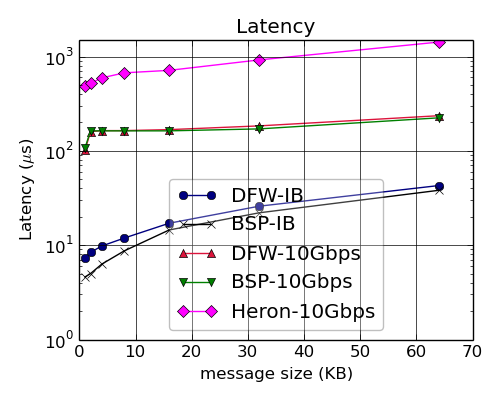 Latency
10³
10²
10¹
10⁰
Latency (μs)
DFW-IB
BSP-IB
DFW-10Gbps
BSP-10Gbps
Heron-10Gbps
0 10 20 30 40 50 60 70
message size (KB)